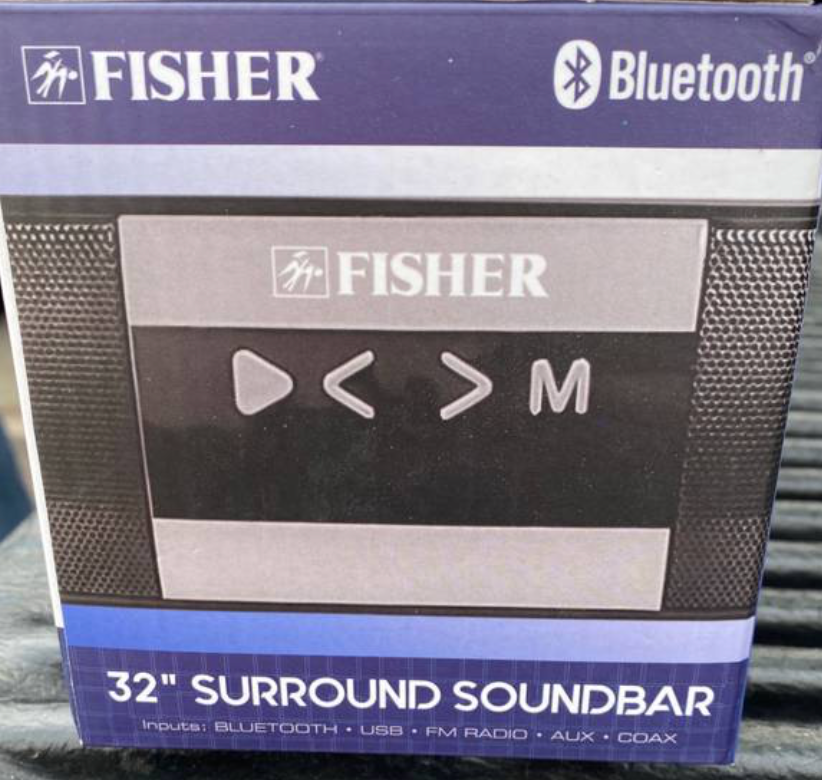 FISHER
Bluetooth®
FISHER
M
32" SURROUND SOUNDBAR
Inputs: BLUETOOTH • USB • FM RADIO • AUX • COAX